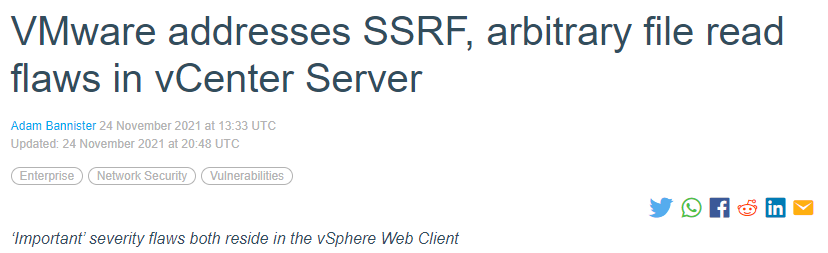 VMware addresses SSRF, arbitrary file read
flaws in vCenter Server
Adam Bannister 24 November 2021 at 13:33 UTC
Updated: 24 November 2021 at 20:48 UTC
Enterprise Network Security Vulnerabilities
‘Important’ severity flaws both reside in the vSphere Web Client